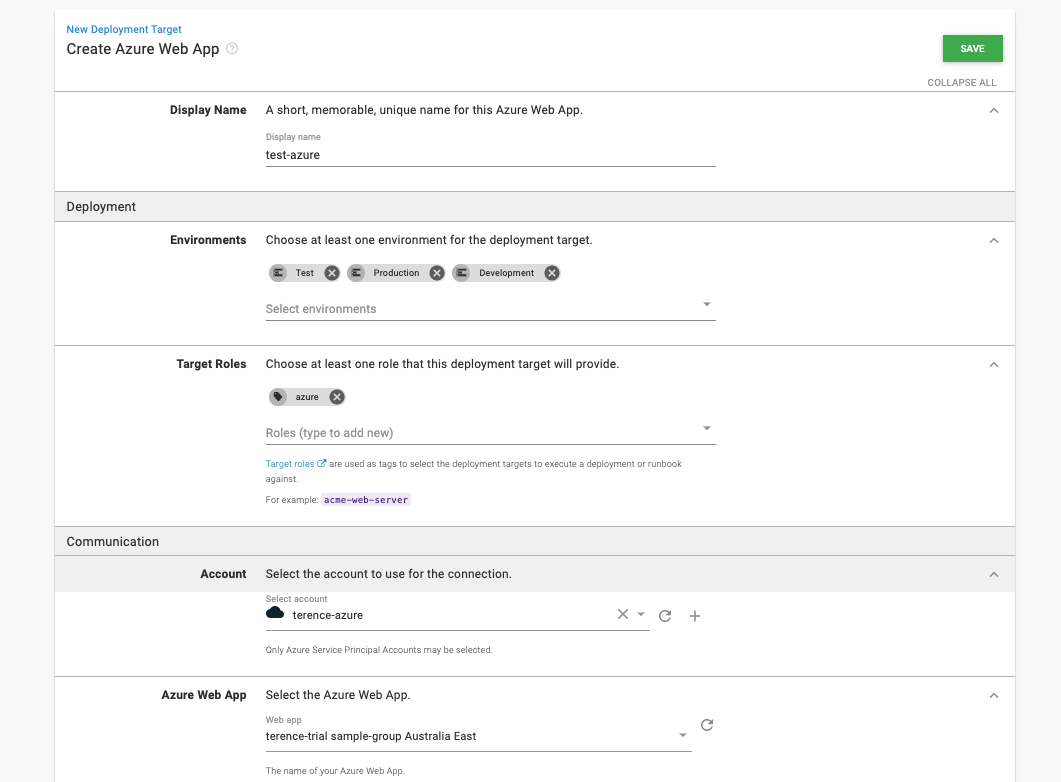 New Deployment Target
Create Azure Web App
SAVE
COLLAPSE ALL
Display Name
A short, memorable, unique name for this Azure Web App.
Display name
test-azure
Deployment
Environments
Choose at least one environment for the deployment target.
Test Production Development
Select environments
Target Roles
Choose at least one role that this deployment target will provide.
azure
Roles (type to add new)
Target roles are used as tags to select the deployment targets to execute a deployment or runbook
against.
For example: acme-web-server
Communication
Account
Select the account to use for the connection.
Select account
terence-azure
Only Azure Service Principal Accounts may be selected.
Azure Web App
Select the Azure Web App.
Web app
terence-trial sample-group Australia East
The name of your Azure Web App.